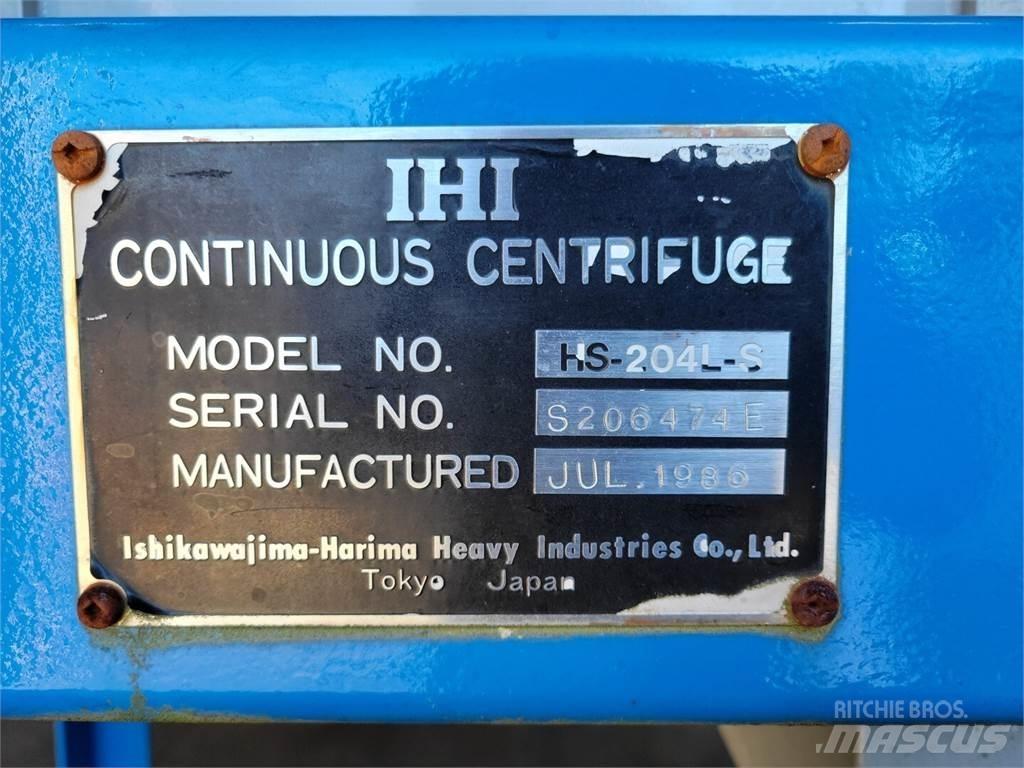 IHI
CONTINUOUS CENTRIFUGE
MODEL NO. HS-204L-S
SERIAL NO. S206474E
MANUFACTURED JUL. 1986
Ishikawajima-Harima Heavy Industries Co., Ltd.
Tokyo Japan
RITCHIE BROS.
MASCUS